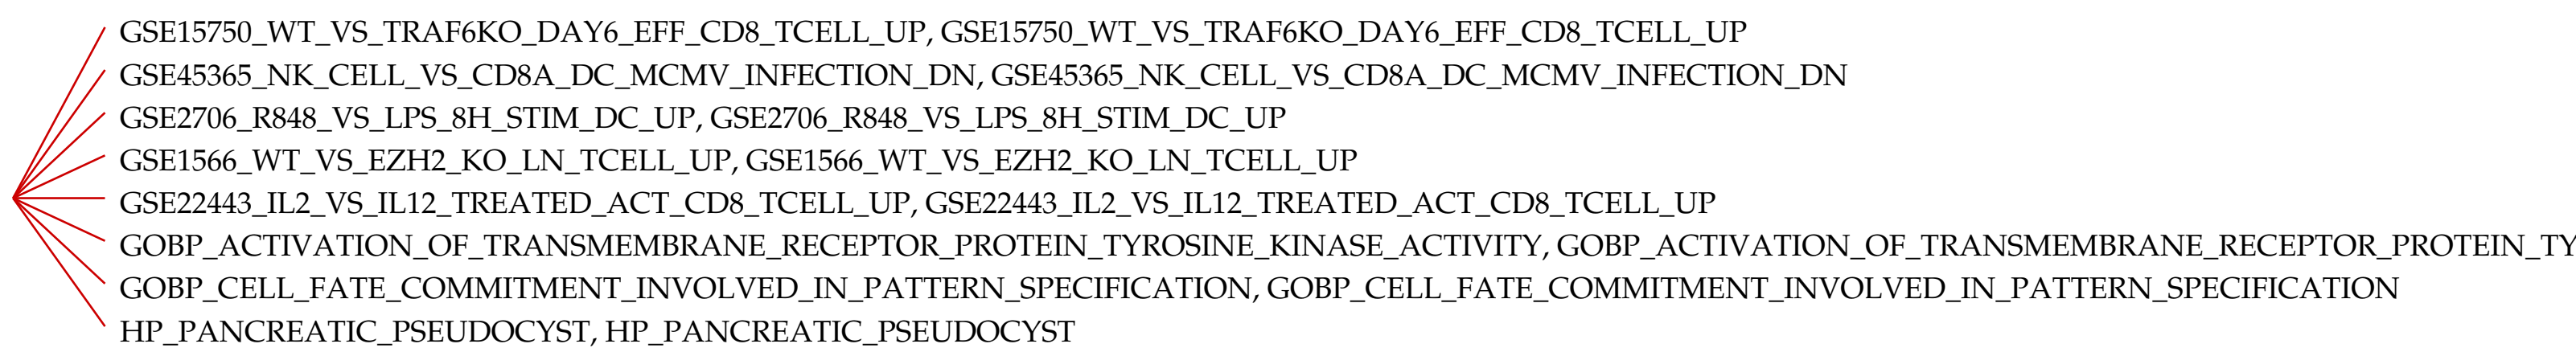 GSE15750_WT_VS_TRAF6KO_DAY6_EFF_CD8_TCELL_UP, GSE15750_WT_VS_TRAF6KO_DAY6_EFF_CD8_TCELL_UP
GSE45365_NK_CELL_VS_CD8A_DC_MCMV_INFECTION_DN, GSE45365_NK_CELL_VS_CD8A_DC_MCMV_INFECTION_DN
GSE2706_R848_VS_LPS_8H_STIM_DC_UP, GSE2706_R848_VS_LPS_8H_STIM_DC_UP
GSE1566_WT_VS_EZH2_KO_LN_TCELL_UP, GSE1566_WT_VS_EZH2_KO_LN_TCELL_UP
GSE22443_IL2_VS_IL12_TREATED_ACT_CD8_TCELL_UP, GSE22443_IL2_VS_IL12_TREATED_ACT_CD8_TCELL_UP
GOBP_ACTIVATION_OF_TRANSMEMBRANE_RECEPTOR_PROTEIN_TYROSINE_KINASE_ACTIVITY, GOBP_ACTIVATION_OF_TRANSMEMBRANE_RECEPTOR_PROTEIN_TY
GOBP_CELL_FATE_COMMITMENT_INVOLVED_IN_PATTERN_SPECIFICATION, GOBP_CELL_FATE_COMMITMENT_INVOLVED_IN_PATTERN_SPECIFICATION
HP_PANCREATIC_PSEUDOCYST, HP_PANCREATIC_PSEUDOCYST